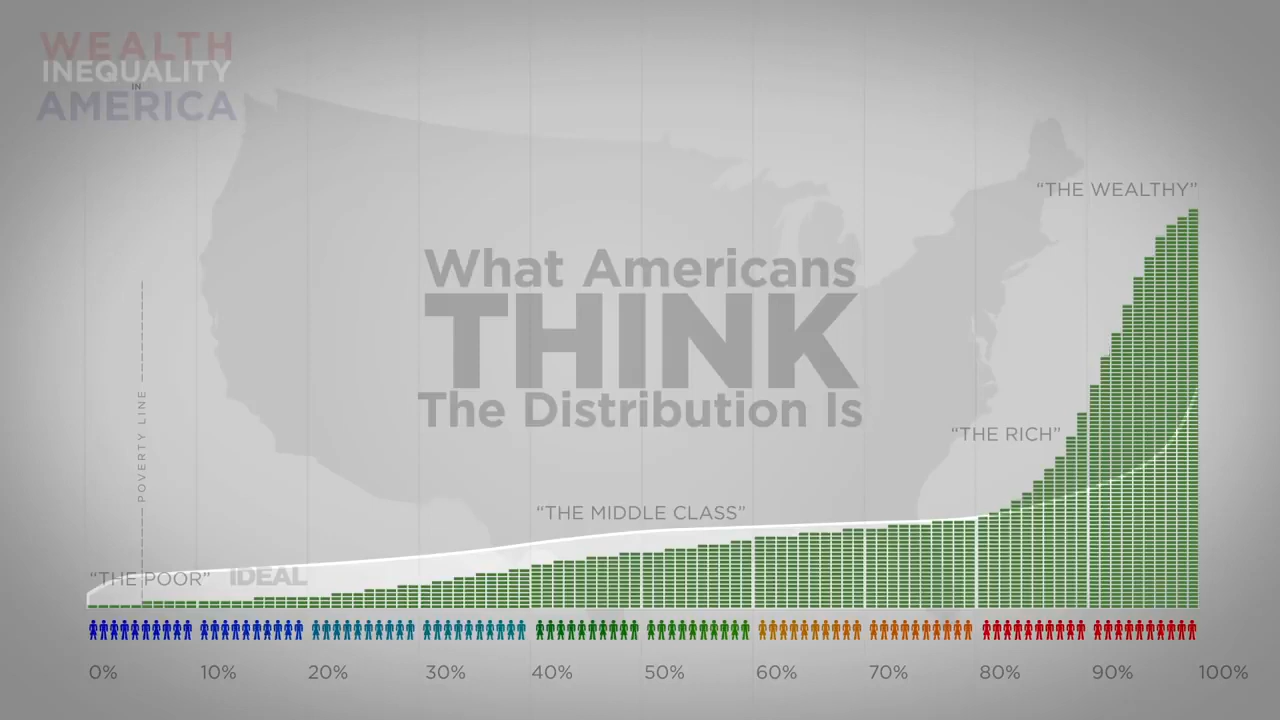 WEALTH
INEQUALITY
IN
AMERICA
"THE WEALTHY"
What Americans
THINK
The Distribution Is
POVERTY LINE
"THE RICH"
"THE MIDDLE CLASS"
"THE POOR" IDEAL
0% 10% 20% 30% 40% 50% 60% 70% 80% 90% 100%